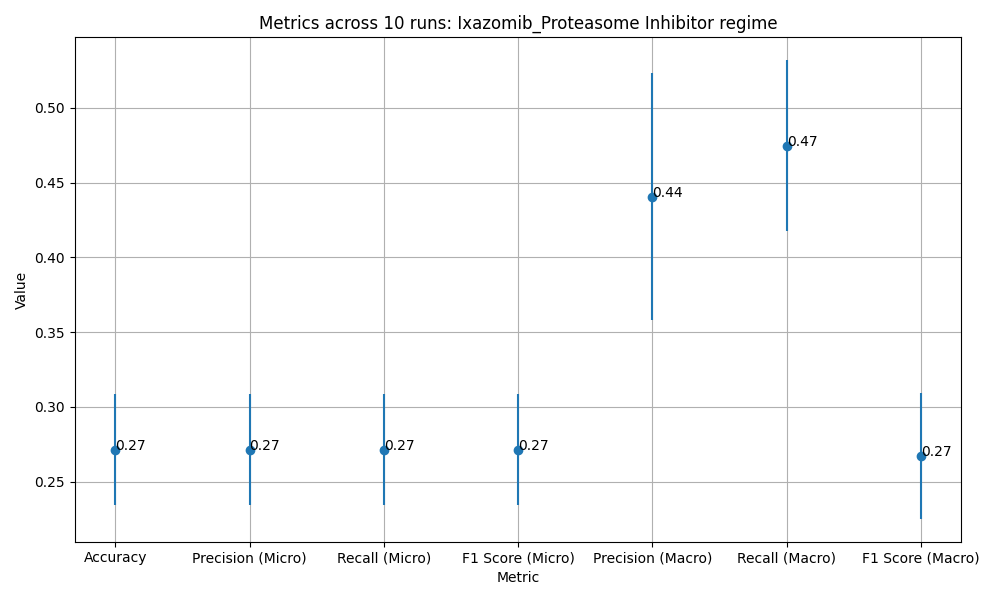 Metrics across 10 runs: Ixazomib_Proteasome Inhibitor regime
Value
0.50
0.45
0.40
0.35
0.30
0.25
0.27
0.27
0.27
0.27
0.44
0.47
0.27
Accuracy
Precision (Micro)
Recall (Micro)
F1 Score (Micro)
Precision (Macro)
Recall (Macro)
F1 Score (Macro)
Metric